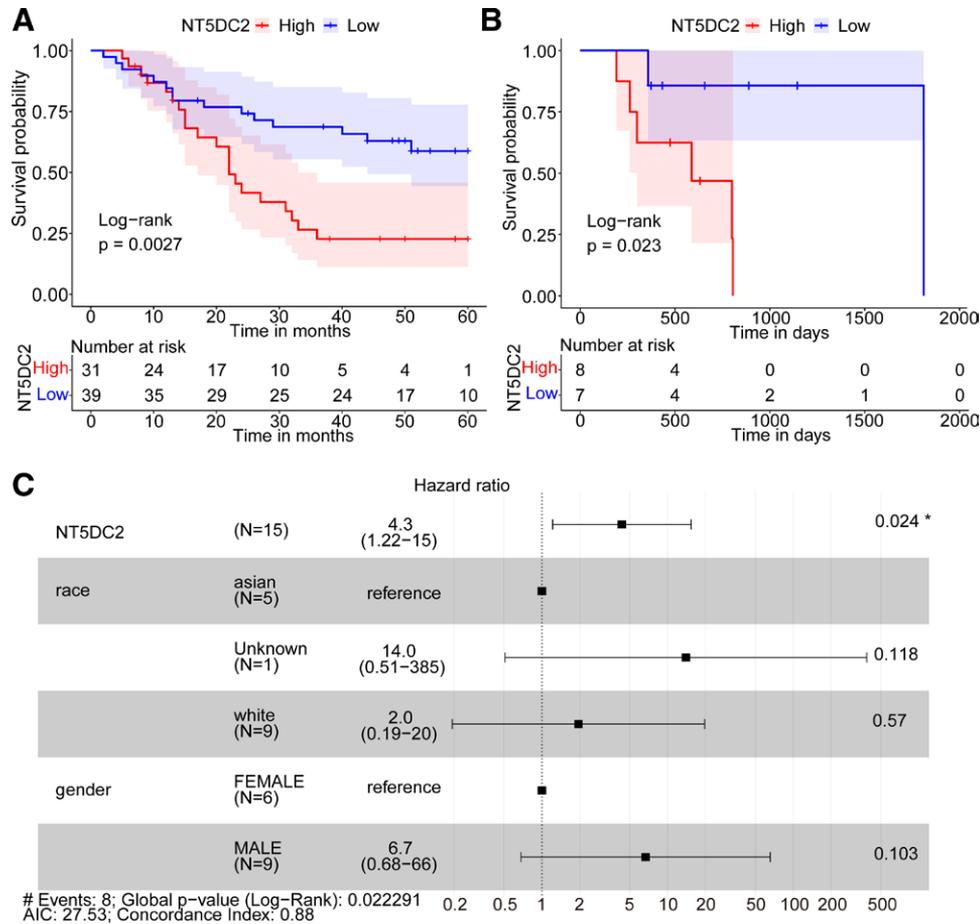 A
NT5DC2 High Low
1.00
0.75
0.50
0.25
0.00
Survival probability
Log-rank
p = 0.0027
0 10 20 30 40 50 60
Time in months
Number at risk
NT5DC2
High 31 24 17 10 5 4 1
Low 39 35 29 25 24 17 10
0 10 20 30 40 50 60
Time in months
B
NT5DC2 High Low
1.00
0.75
0.50
0.25
0.00
Survival probability
Log-rank
p = 0.023
0 500 1000 1500 2000
Time in days
Number at risk
NT5DC2
High 8 4 0 0 0
Low 7 4 2 1 0
0 500 1000 1500 2000
Time in days
C
Hazard ratio
NT5DC2 (N=15) 4.3 0.024 *
(1.22-15)
race asian reference
(N=5)
Unknown 14.0 0.118
(N=1) (0.51-385)
white 2.0 0.57
(N=9) (0.19-20)
gender FEMALE reference
(N=6)
MALE 6.7 0.103
(N=9) (0.68-66)
# Events: 8; Global p-value (Log-Rank): 0.022291
AIC: 27.53; Concordance Index: 0.88
0.2 0.5 1 2 5 10 20 50 100 200 500